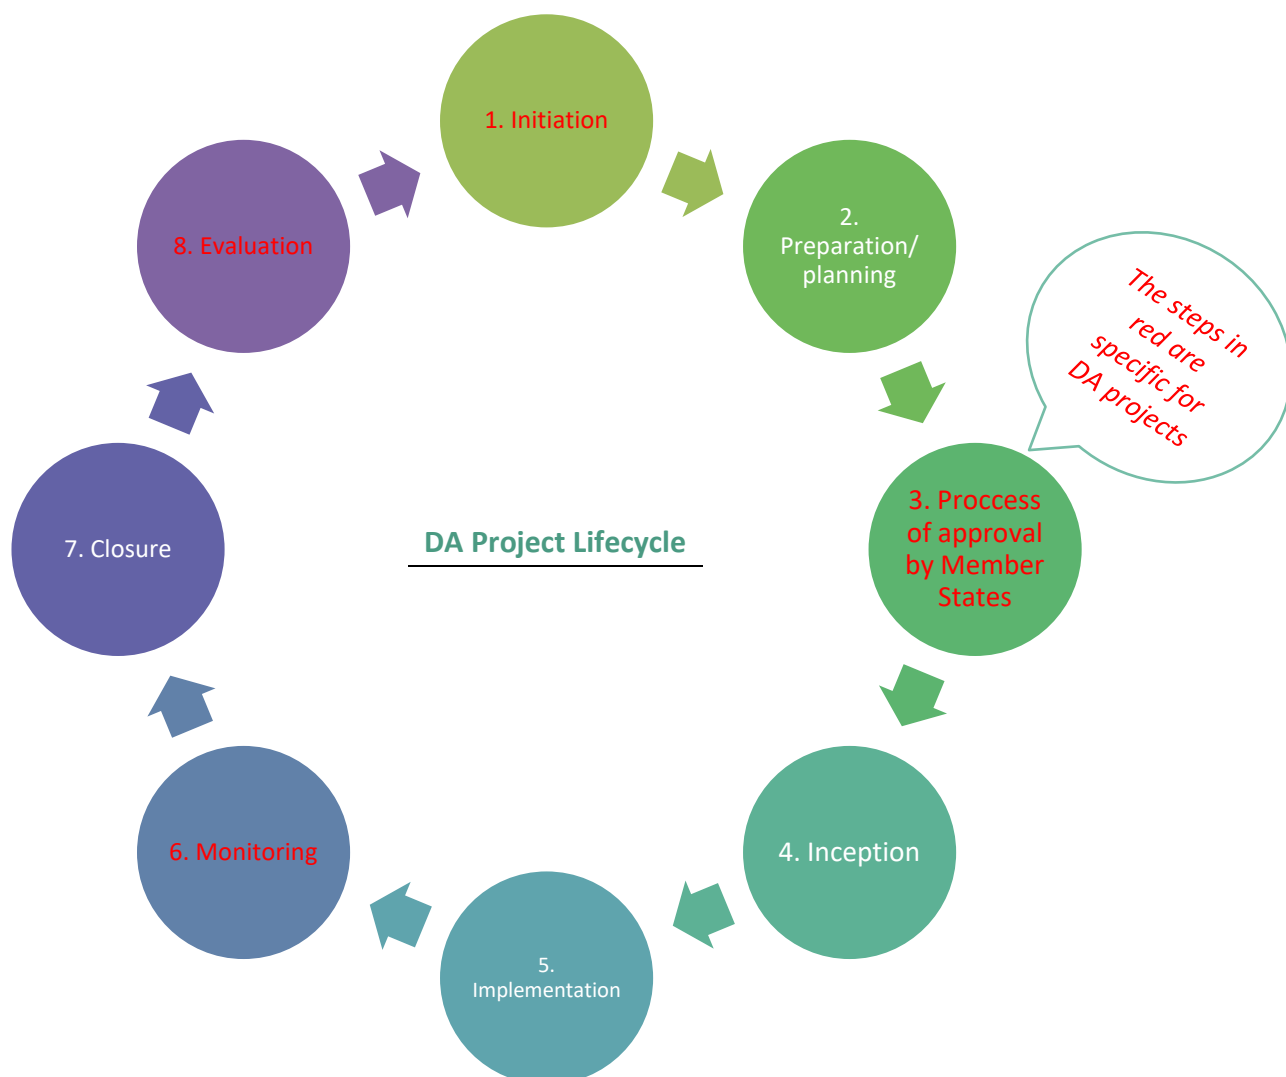 1. Initiation
2.
Preparation/
planning
The steps in
red are
specific for
DA projects
3. Proccess
of approval
by Member
States
4. Inception
5.
Implementation
6. Monitoring
7. Closure
8. Evaluation
DA Project Lifecycle